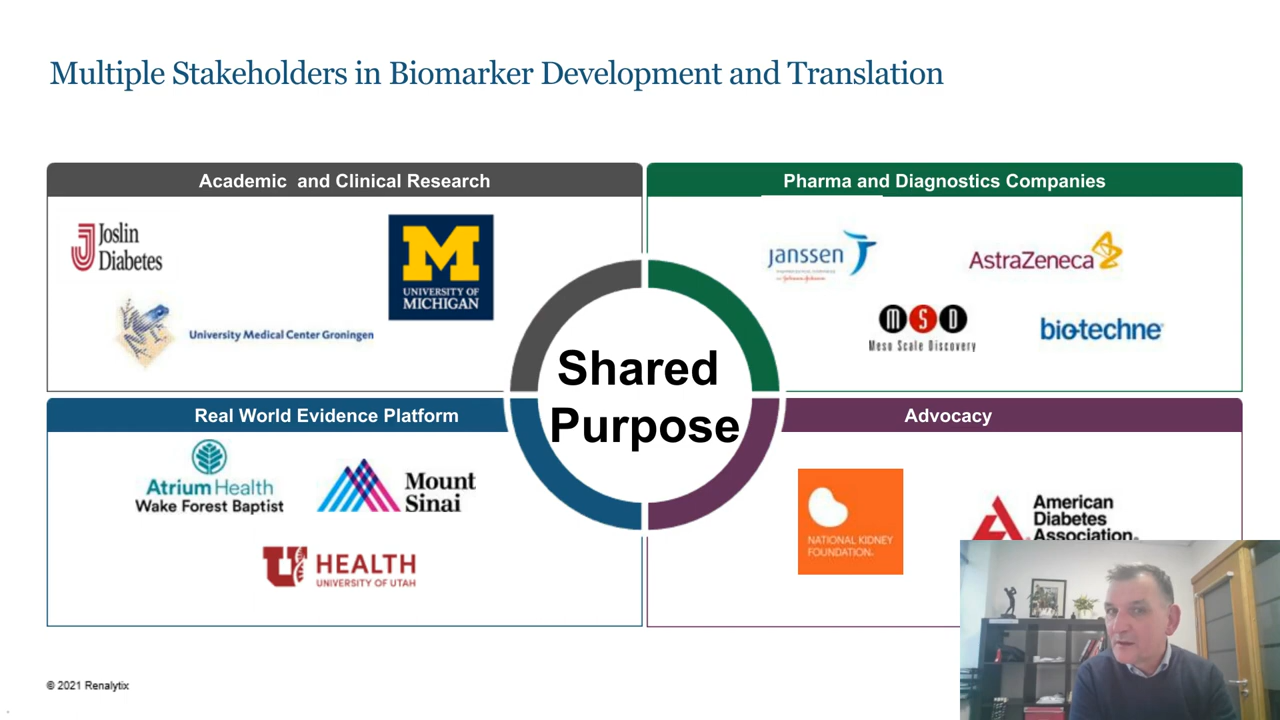 Multiple Stakeholders in Biomarker Development and Translation
Academic and Clinical Research
Joslin
Diabetes
M
UNIVERSITY OF
MICHIGAN
University Medical Center Groningen
Pharma and Diagnostics Companies
janssen
AstraZeneca
MSD
Meso Scale Discovery
bio-techne
Shared
Purpose
Real World Evidence Platform
Atrium Health
Wake Forest Baptist
Mount
Sinai
U HEALTH
UNIVERSITY OF UTAH
Advocacy
NATIONAL KIDNEY
FOUNDATION
American
Diabetes
Association
© 2021 Renalytix